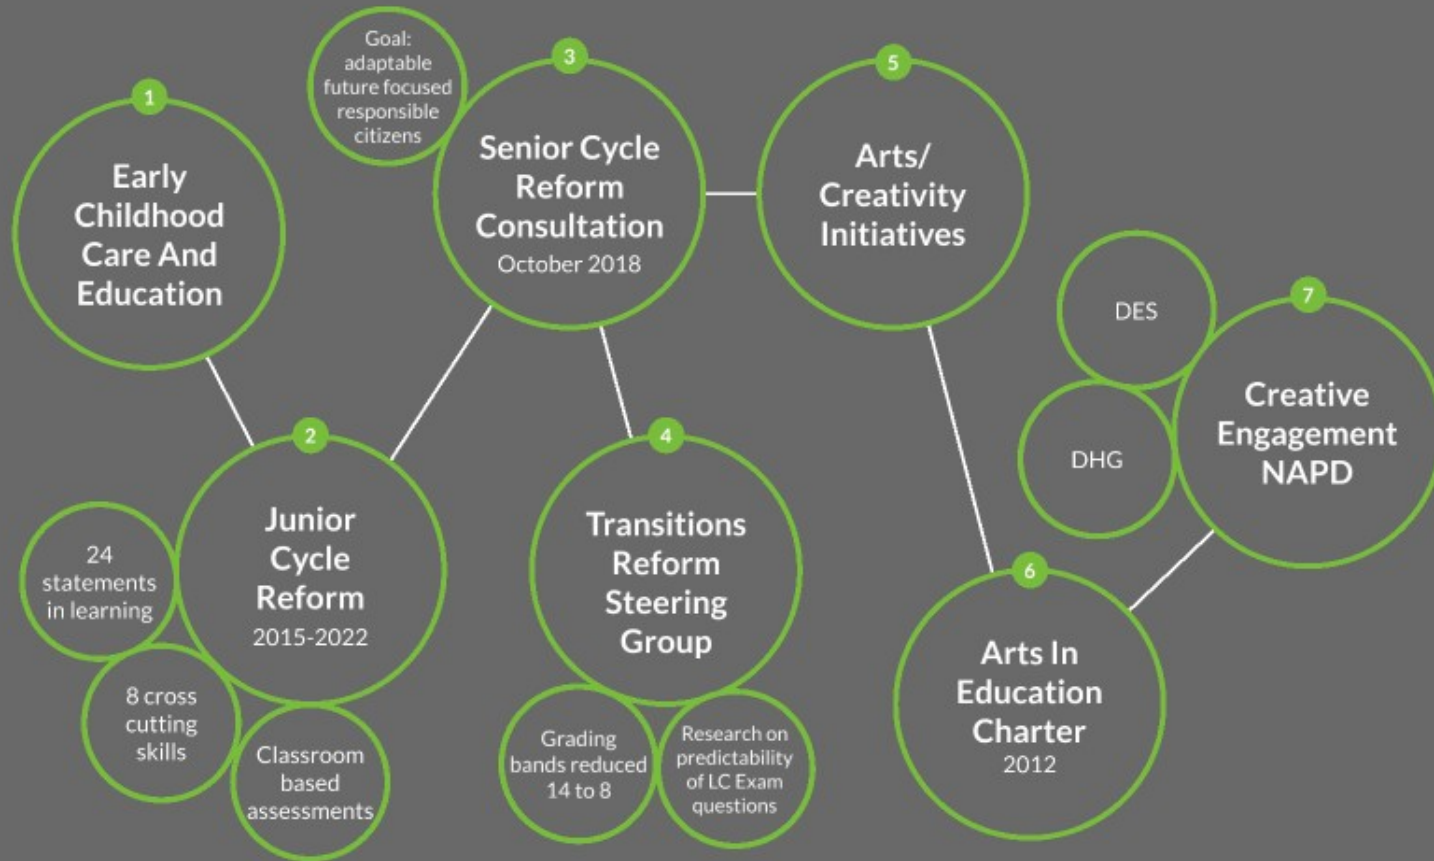 1
Early
Childhood
Care And
Education
2
Junior
Cycle
Reform
2015-2022
24
statements
in learning
8 cross
cutting
skills
Classroom
based
assessments
3
Senior Cycle
Reform
Consultation
October 2018
Goal:
adaptable
future focused
responsible
citizens
4
Transitions
Reform
Steering
Group
Grading
bands reduced
14 to 8
Research on
predictability
of LC Exam
questions
5
Arts/
Creativity
Initiatives
6
Arts In
Education
Charter
2012
7
Creative
Engagement
NAPD
DES
DHG